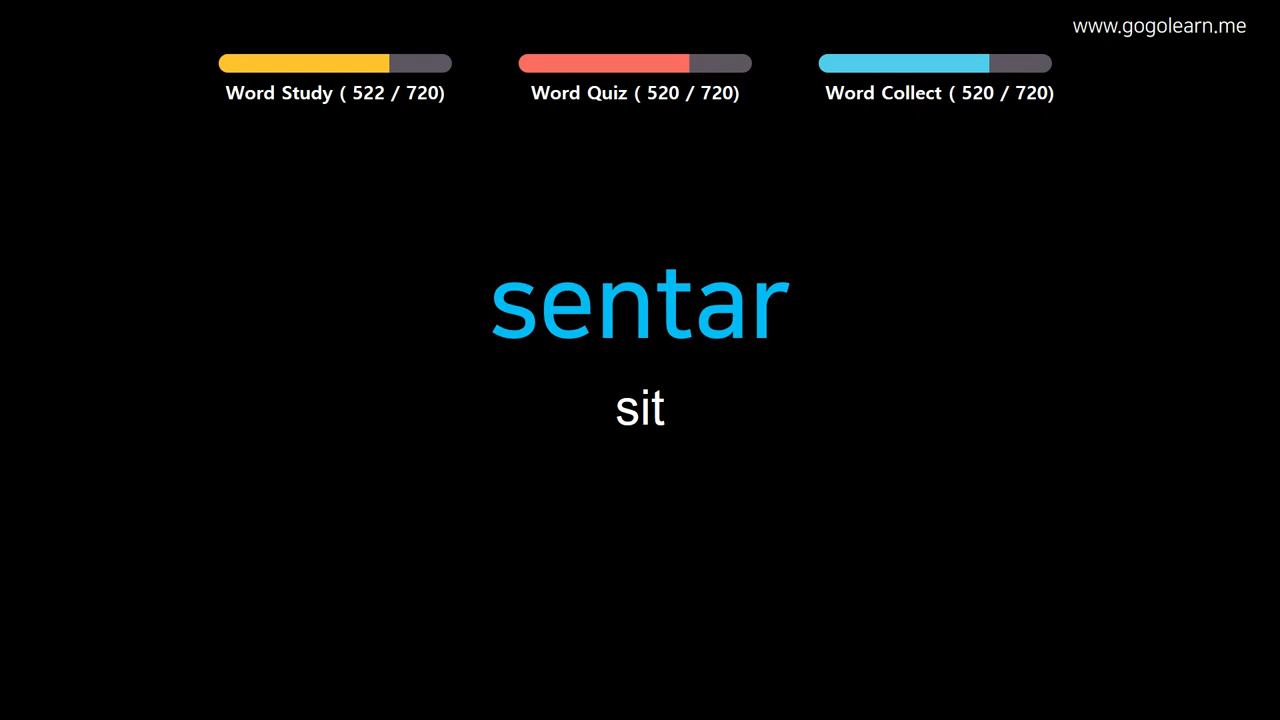 www.gogolearn.me
Word Study ( 522 / 720)
Word Quiz ( 520 / 720)
Word Collect ( 520 / 720)
sentar
sit